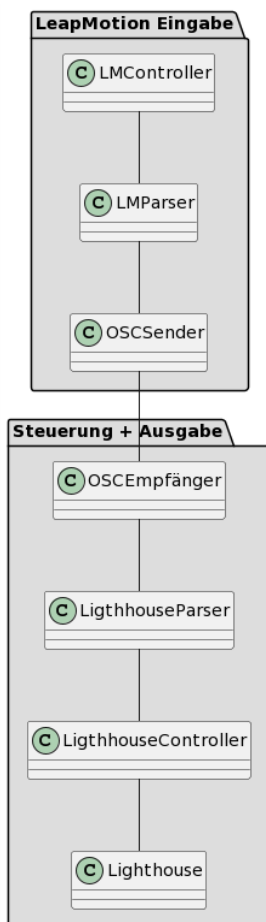 LeapMotion Eingabe
C LMController
C LMParser
C OSCSender
Steuerung + Ausgabe
C OSCEmpfänger
C LigthhouseParser
C LigthhouseController
C Lighthouse